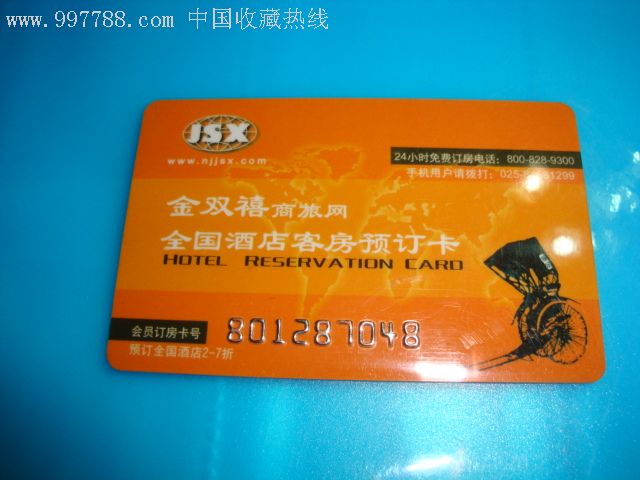 www.997788.com 中国收藏热线
JSX
www.njjsx.com
24小时免费订房电话：800-828-9300
手机用户请拨打：025-
金双禧商旅网
全国酒店客房预订卡
HOTEL RESERVATION CARD
会员订房卡号 801287048
预订全国酒店2-7折